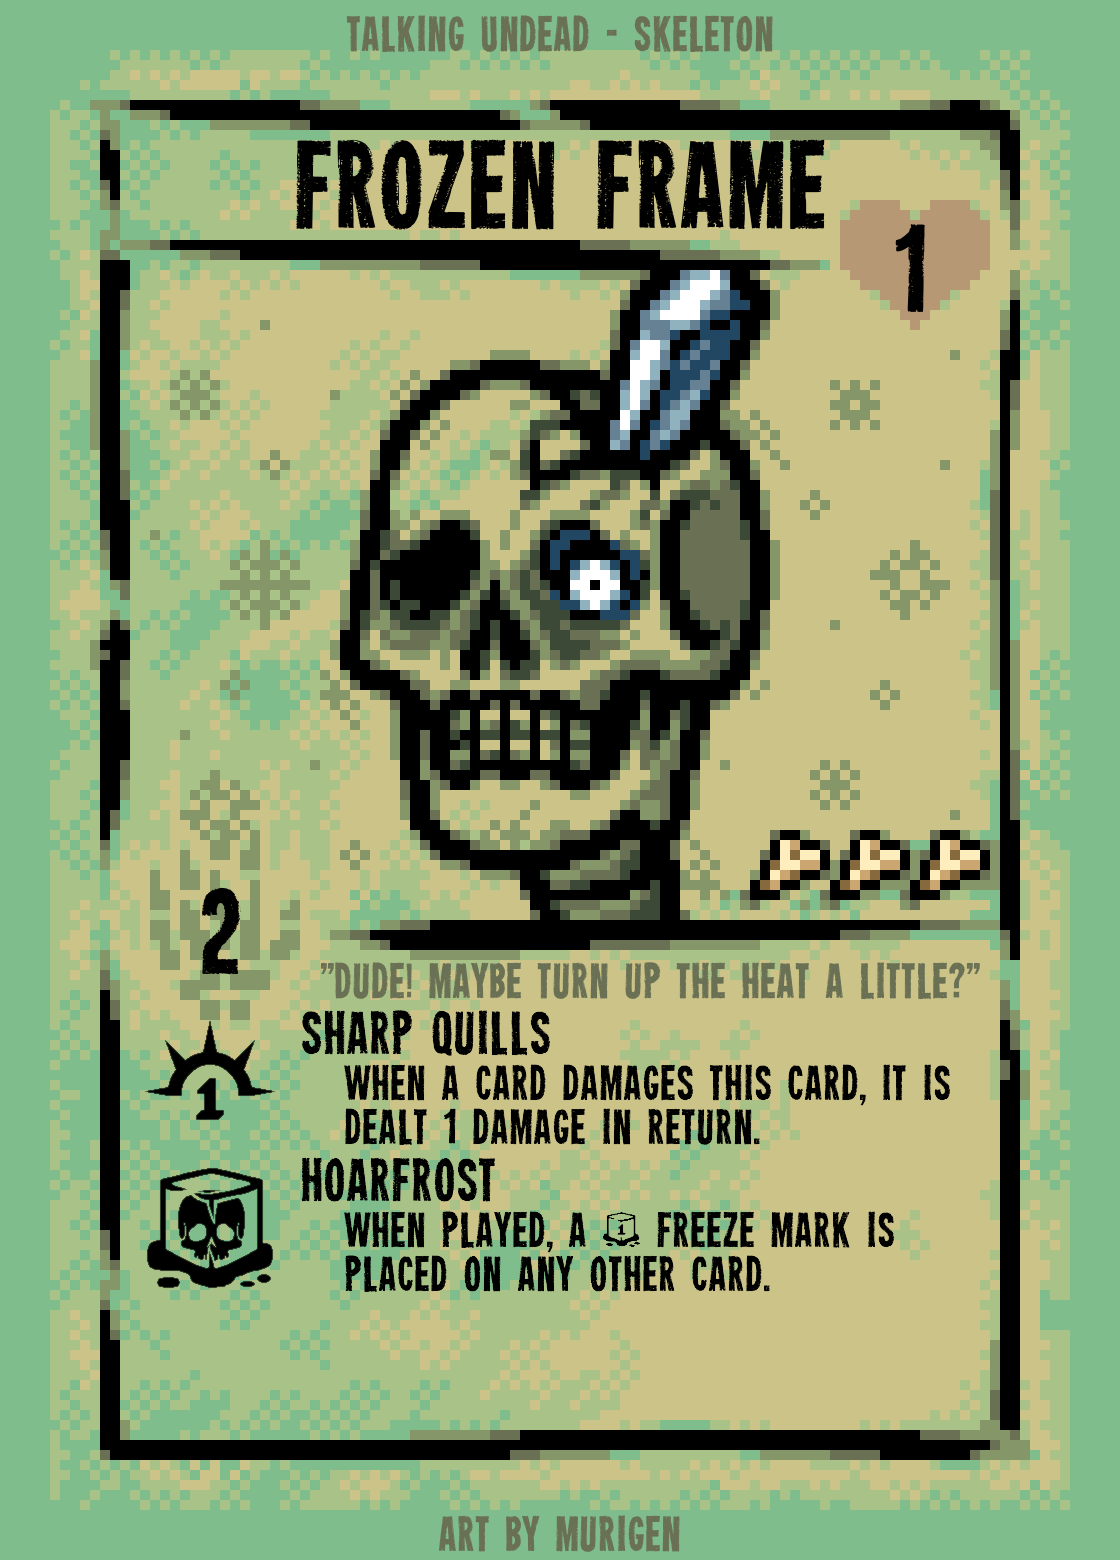 TALKING UNDEAD - SKELETON
FROZEN FRAME
1
2
"DUDE! MAYBE TURN UP THE HEAT A LITTLE?"
SHARP QUILLS
1
WHEN A CARD DAMAGES THIS CARD, IT IS
DEALT 1 DAMAGE IN RETURN.
HOARFROST
WHEN PLAYED, A 1 FREEZE MARK IS
PLACED ON ANY OTHER CARD.
ART BY MURIGEN